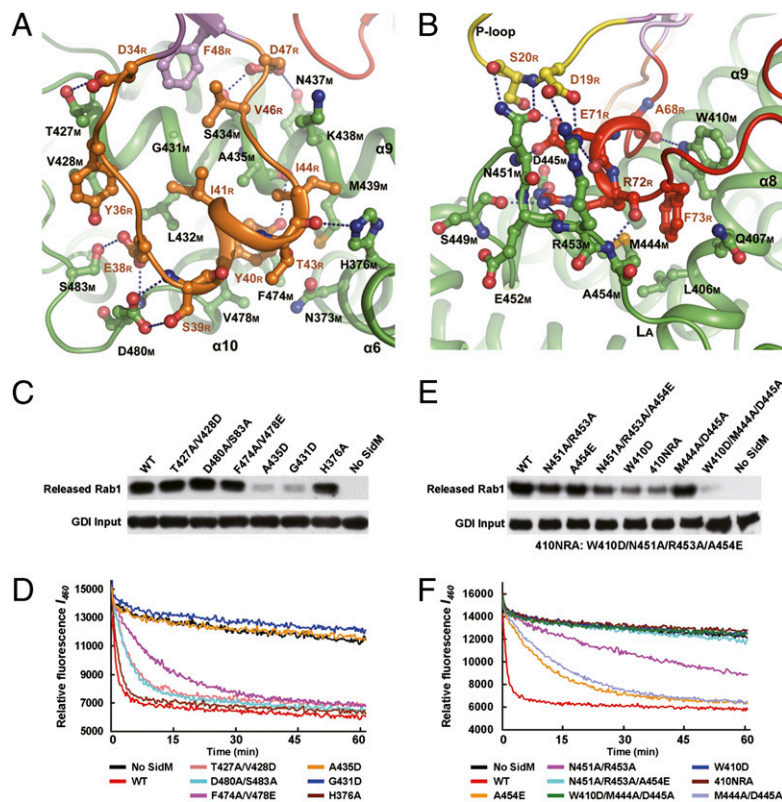 A
D34R
F48R
D47R
N437M
T427M
V46R
S434M
K438M
V428M
G431M
A435M
α9
I44R
Y36R
I41R
M439M
L432M
S483M
E38R
Y40R
T43R
H376M
F474M
S39R
V478M
N373M
D480M
α10
α6
B
P-loop
S20R
D19R
α9
E71R
A68R
W410M
N451M
D445M
α8
R72R
F73R
S449M
R453M
M444M
Q407M
E452M
A454M
L406M
LA
C
WT
T427A/V428D
D480A/S83A
F474A/V478E
A435D
G431D
H376A
No SidM
Released Rab1
GDI Input
E
WT
N451A/R453A
A454E
N451A/R453A/A454E
W410D
410NRA
M444A/D445A
W410D/M444A/D445A
No SidM
Released Rab1
GDI Input
410NRA: W410D/N451A/R453A/A454E
D
Relative fluorescence I460
15000
13000
11000
9000
7000
5000
0 15 30 45 60
Time (min)
No SidM T427A/V428D A435D
WT D480A/S483A G431D
F474A/V478E H376A
F
Relative fluorescence I460
16000
14000
12000
10000
8000
6000
4000
0 15 30 45 60
Time (min)
No SidM N451A/R453A W410D
WT N451A/R453A/A454E 410NRA
A454E W410D/M444A/D445A M444A/D445A